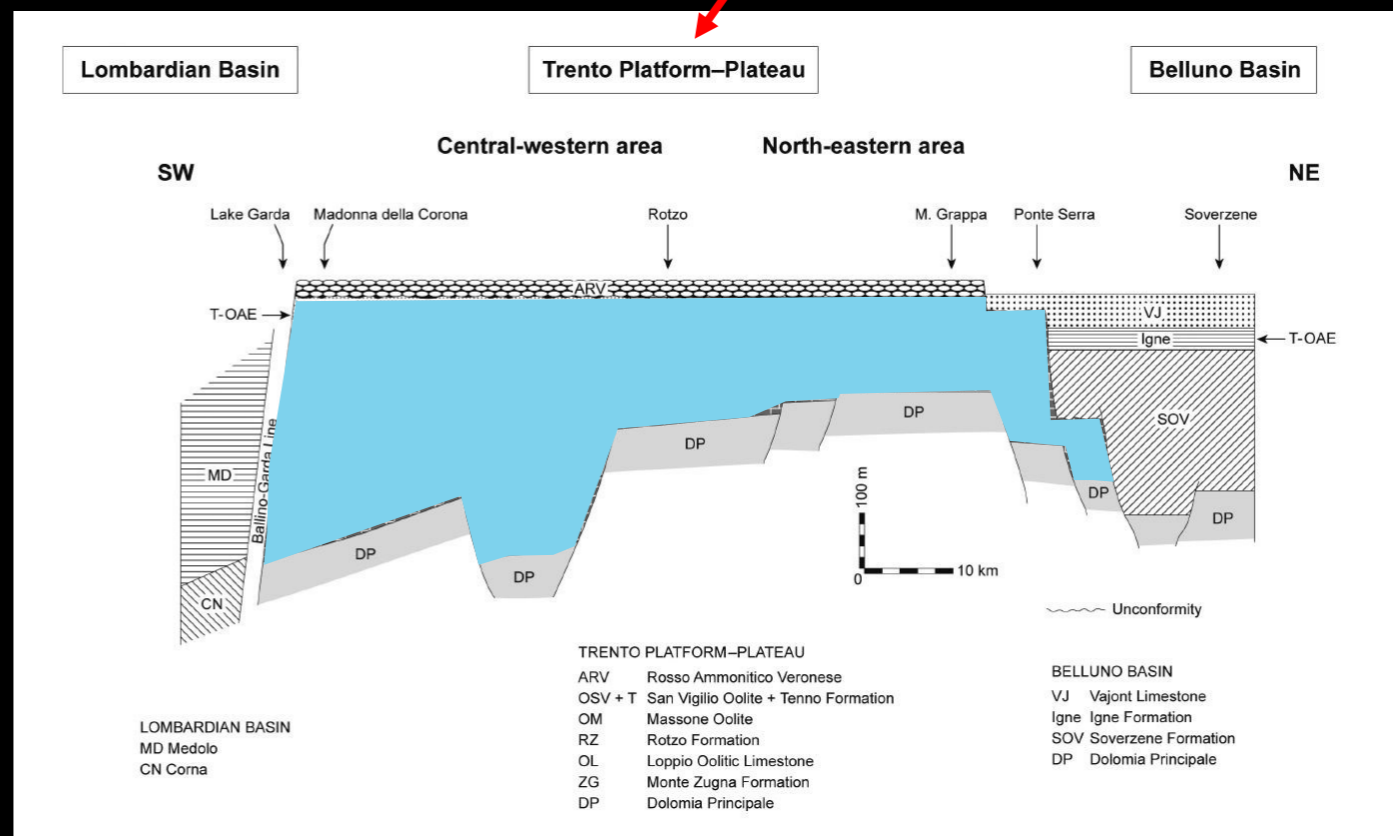 Lombardian Basin
Trento Platform–Plateau
Belluno Basin
Central-western area
North-eastern area
SW
NE
Lake Garda
Madonna della Corona
Rotzo
M. Grappa
Ponte Serra
Soverzene
ARV
T-OAE
VJ
Igne
T-OAE
Ballino-Garda Line
MD
CN
DP
DP
DP
DP
DP
SOV
DP
100 m
0
10 km
Unconformity
TRENTO PLATFORM–PLATEAU
ARV Rosso Ammonitico Veronese
OSV + T San Vigilio Oolite + Tenno Formation
OM Massone Oolite
RZ Rotzo Formation
OL Loppio Oolitic Limestone
ZG Monte Zugna Formation
DP Dolomia Principale
LOMBARDIAN BASIN
MD Medolo
CN Corna
BELLUNO BASIN
VJ Vajont Limestone
Igne Igne Formation
SOV Soverzene Formation
DP Dolomia Principale